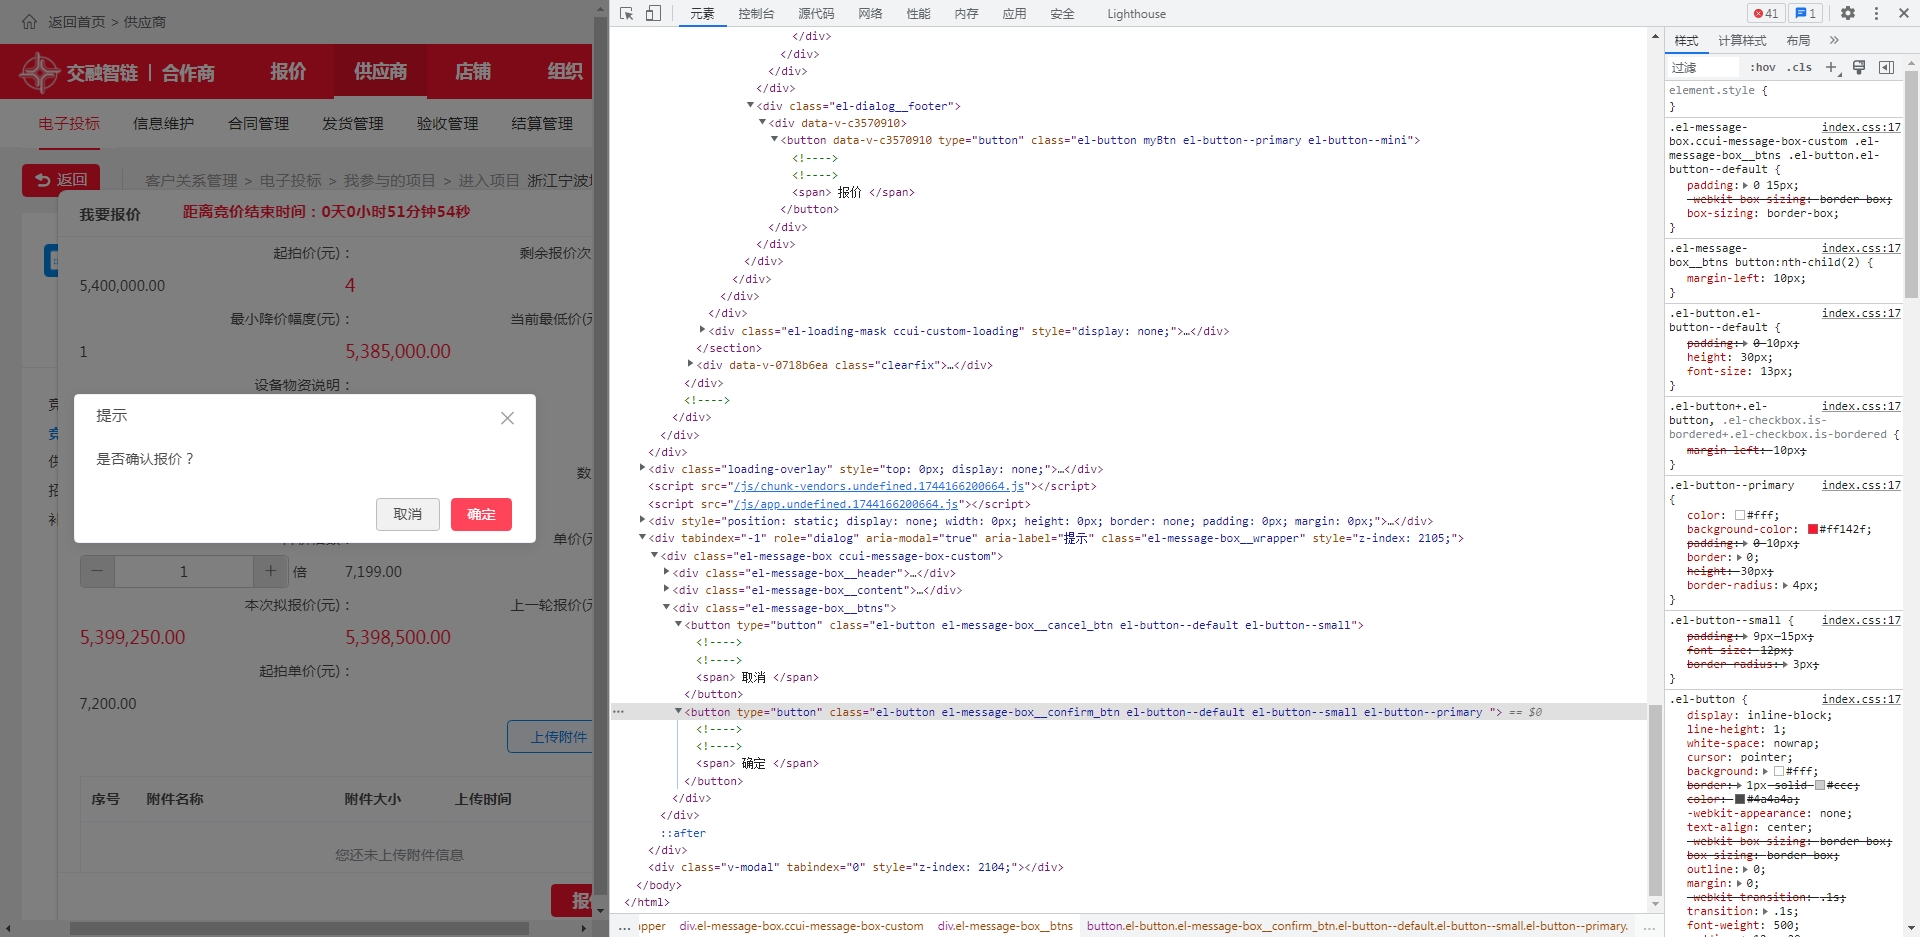 返回首页 > 供应商
交融智链 | 合作商
报价
供应商
店铺
组织
电子投标
信息维护
合同管理
发货管理
验收管理
结算管理
返回
客户关系管理 > 电子投标 > 我参与的项目 > 进入项目
浙江宁波
我要报价
距离竞价结束时间：0天0小时51分钟54秒
起拍价(元)：
剩余报价次
5,400,000.00
4
最小降价幅度(元)：
当前最低价(元
1
5,385,000.00
设备物资说明：
提示
是否确认报价？
取消
确定
数
单价(元
1
倍
7,199.00
本次拟报价(元)：
上一轮报价(元
5,399,250.00
5,398,500.00
起拍单价(元)：
7,200.00
上传附件
序号
附件名称
附件大小
上传时间
您还未上传附件信息
报
元素
控制台
源代码
网络
性能
内存
应用
安全
Lighthouse
41
1
</div>
</div>
</div>
</div>
<div class="el-dialog__footer">
<div data-v-c3570910>
<button data-v-c3570910 type="button" class="el-button myBtn el-button--primary el-button--mini">
<!---->
<!---->
<span> 报价 </span>
</button>
</div>
</div>
</div>
</div>
</div>
</div>
<div class="el-loading-mask ccui-custom-loading" style="display: none;">…</div>
</section>
<div data-v-0718b6ea class="clearfix">…</div>
</div>
<!---->
</div>
</div>
</div>
<div class="loading-overlay" style="top: 0px; display: none;">…</div>
<script src="/js/chunk-vendors.undefined.1744166200664.js"></script>
<script src="/js/app.undefined.1744166200664.js"></script>
<div style="position: static; display: none; width: 0px; height: 0px; border: none; padding: 0px; margin: 0px;">…</div>
<div tabindex="-1" role="dialog" aria-modal="true" aria-label="提示" class="el-message-box__wrapper" style="z-index: 2105;">
<div class="el-message-box ccui-message-box-custom">
<div class="el-message-box__header">…</div>
<div class="el-message-box__content">…</div>
<div class="el-message-box__btns">
<button type="button" class="el-button el-message-box__cancel_btn el-button--default el-button--small">
<!---->
<!---->
<span> 取消 </span>
</button>
<button type="button" class="el-button el-message-box__confirm_btn el-button--default el-button--small el-button--primary "> == $0
<!---->
<!---->
<span> 确定 </span>
</button>
</div>
</div>
::after
</div>
<div class="v-modal" tabindex="0" style="z-index: 2104;"></div>
</body>
</html>
… apper div.el-message-box.ccui-message-box-custom div.el-message-box__btns button.el-button.el-message-box__confirm_btn.el-button--default.el-button--small.el-button--primary. …
样式
计算样式
布局
»
过滤
:hov .cls +
element.style {
}
.el-message- index.css:17
box.ccui-message-box-custom .el-
message-box__btns .el-button.el-
button--default {
padding: 0 15px;
-webkit-box-sizing: border-box;
box-sizing: border-box;
}
.el-message- index.css:17
box__btns button:nth-child(2) {
margin-left: 10px;
}
.el-button.el- index.css:17
button--default {
padding: 0 10px;
height: 30px;
font-size: 13px;
}
.el-button+.el- index.css:17
button, .el-checkbox.is-
bordered+.el-checkbox.is-bordered {
margin-left: 10px;
}
.el-button--primary index.css:17
{
color: #fff;
background-color: #ff142f;
padding: 0 10px;
border: 0;
height: 30px;
border-radius: 4px;
}
.el-button--small { index.css:17
padding: 9px 15px;
font-size: 12px;
border-radius: 3px;
}
.el-button { index.css:17
display: inline-block;
line-height: 1;
white-space: nowrap;
cursor: pointer;
background: #fff;
border: 1px solid #ccc;
color: #4a4a4a;
-webkit-appearance: none;
text-align: center;
-webkit-box-sizing: border-box;
box-sizing: border-box;
outline: 0;
margin: 0;
-webkit-transition: .1s;
transition: .1s;
font-weight: 500;